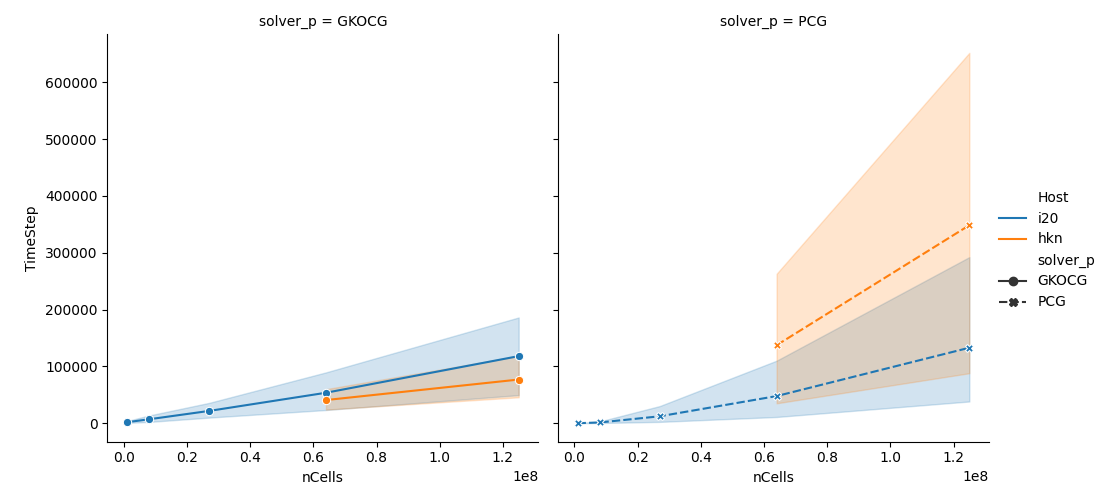 solver_p = GKOCG
solver_p = PCG
TimeStep
600000
500000
400000
300000
200000
100000
0
0.0 0.2 0.4 0.6 0.8 1.0 1.2
1e8
nCells
0.0 0.2 0.4 0.6 0.8 1.0 1.2
1e8
nCells
Host
i20
hkn
solver_p
GKOCG
PCG